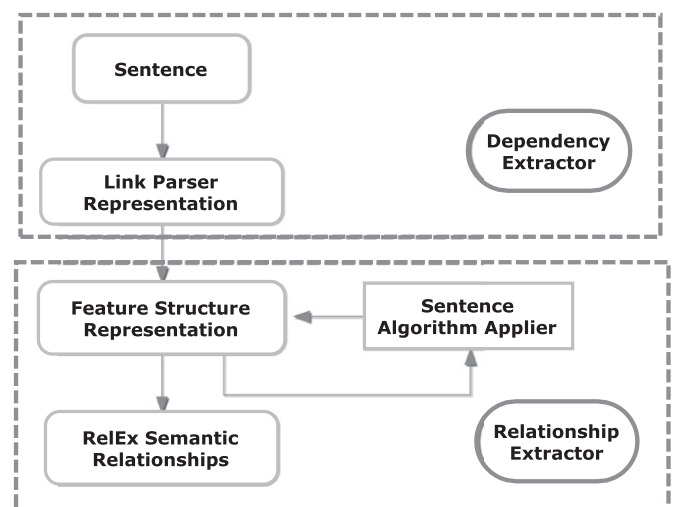 Sentence
Dependency
Extractor
Link Parser
Representation
Feature Structure
Representation
Sentence
Algorithm Applier
RelEx Semantic
Relationships
Relationship
Extractor